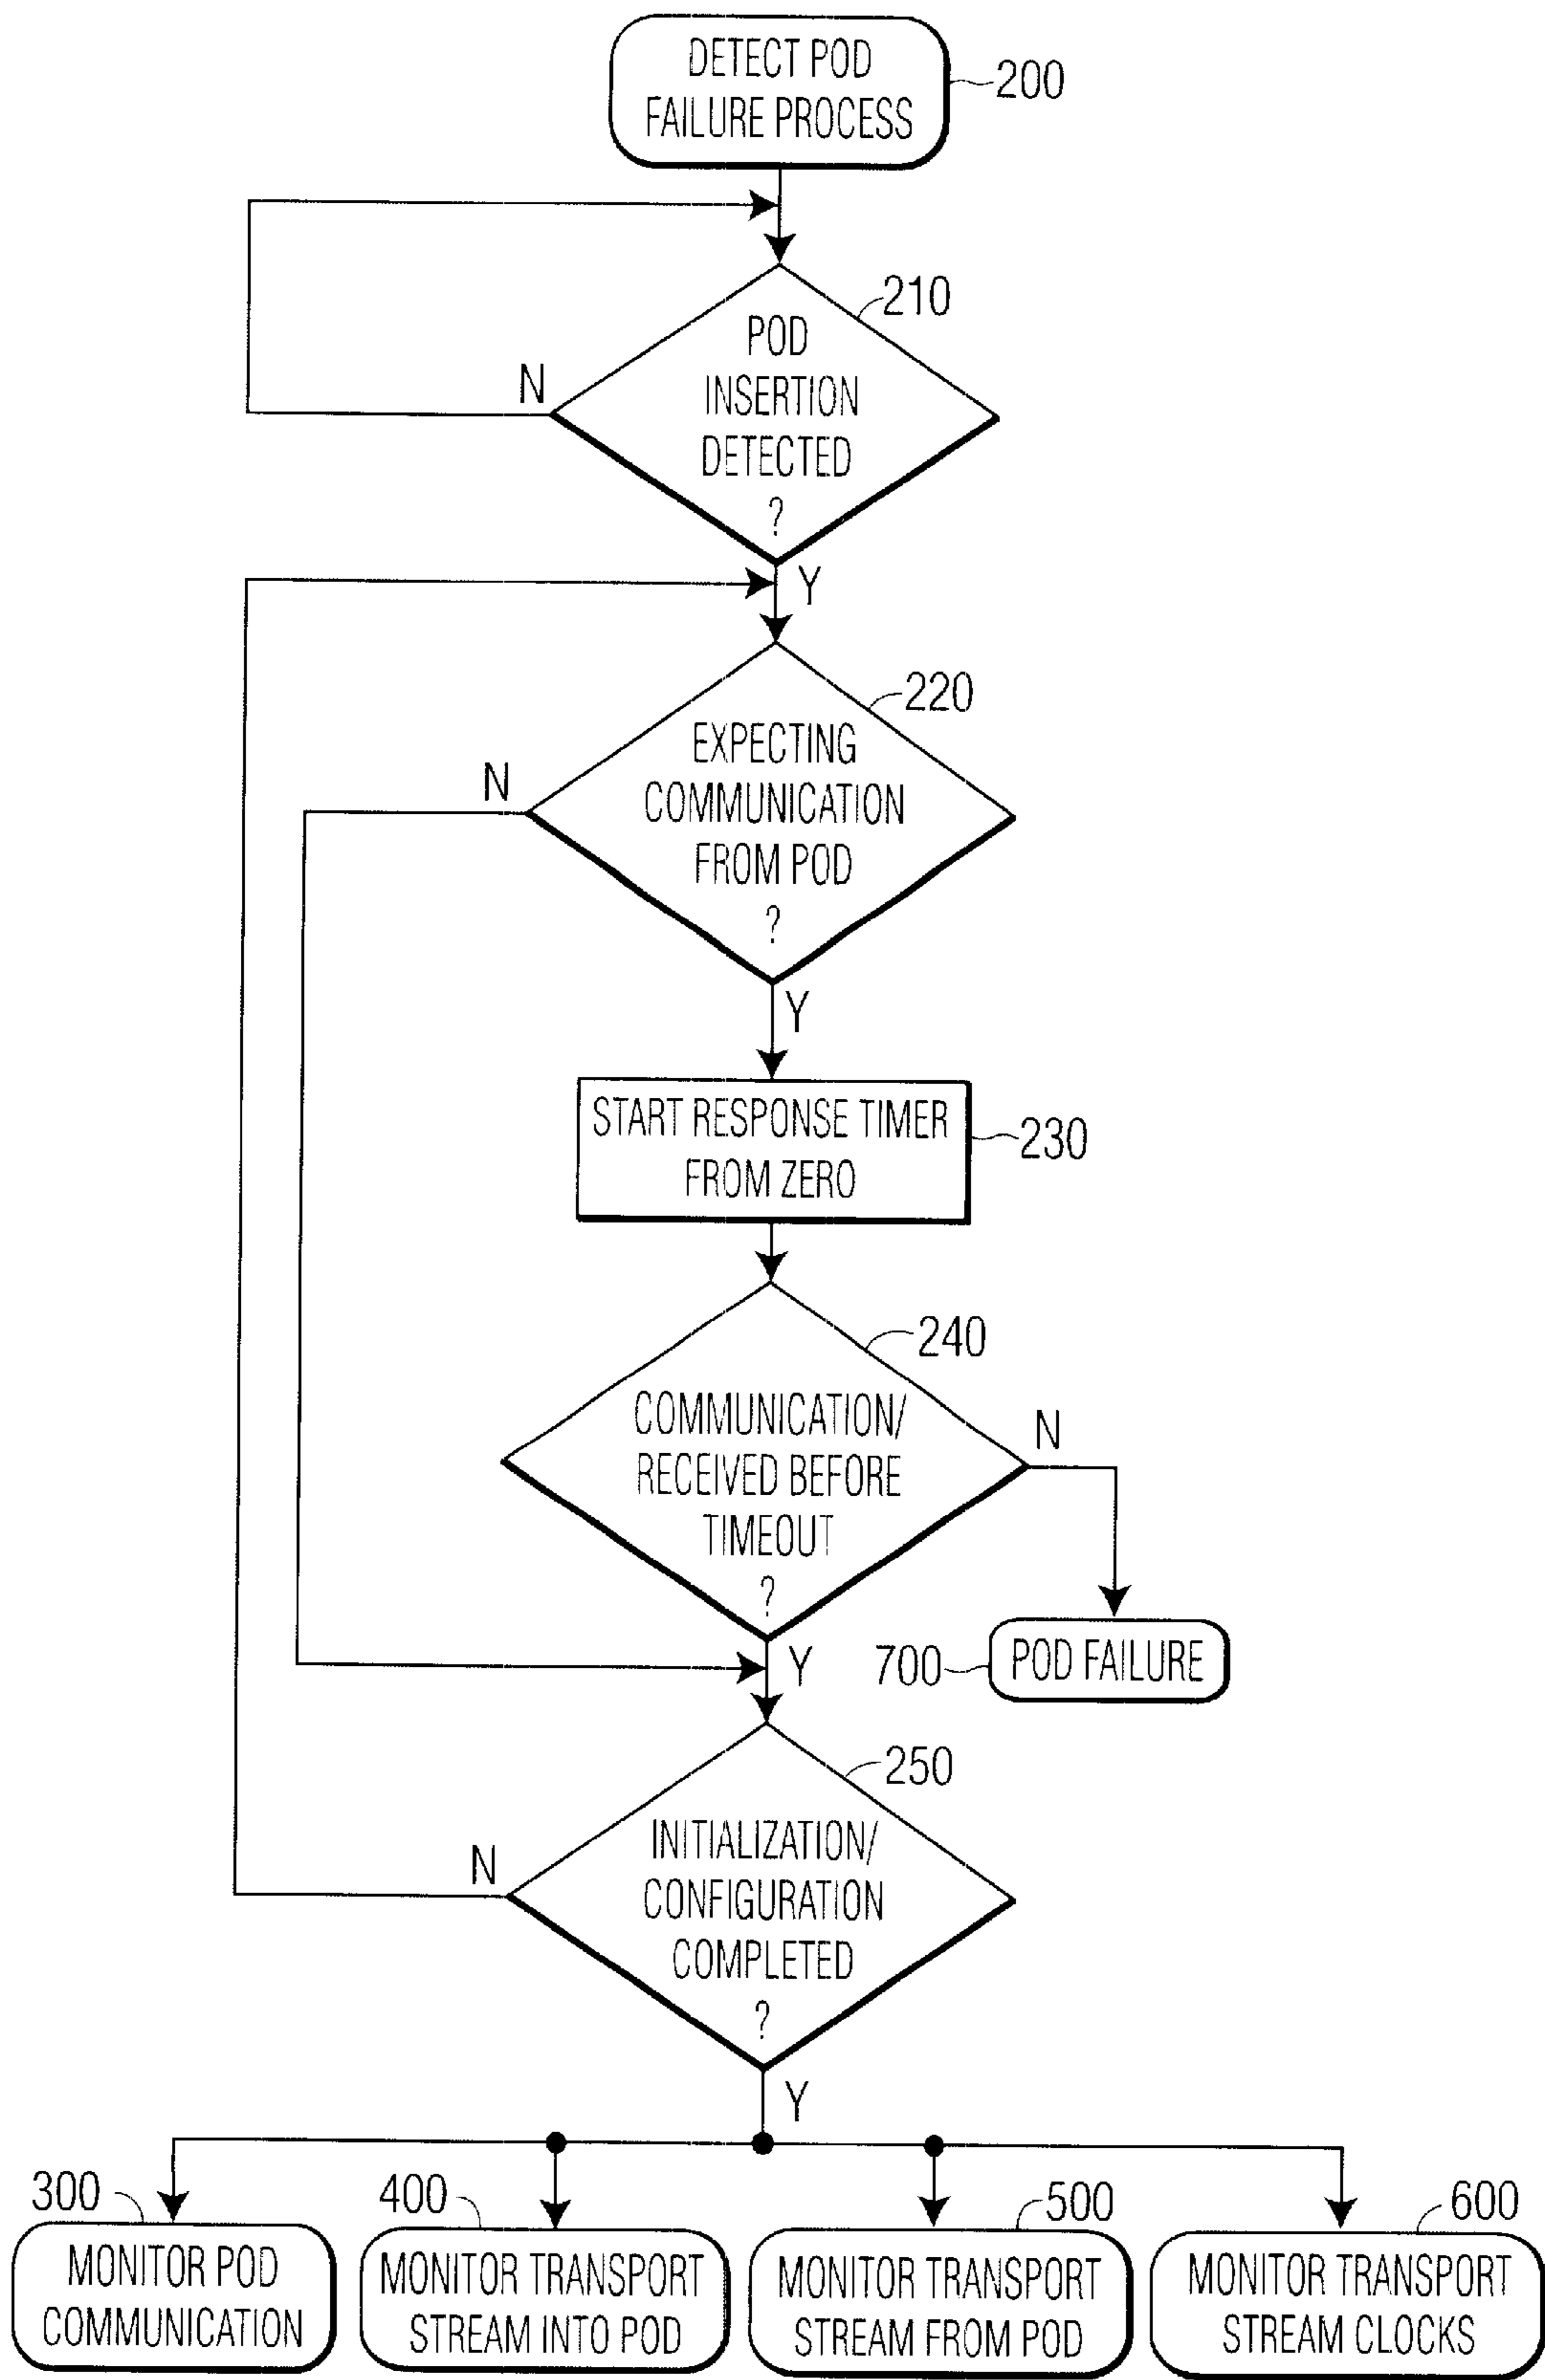 DETECT POD
FAILURE PROCESS
200
210
POD
INSERTION
DETECTED
?
N
Y
220
EXPECTING
COMMUNICATION
FROM POD
?
N
Y
START RESPONSE TIMER
FROM ZERO
230
240
COMMUNICATION/
RECEIVED BEFORE
TIMEOUT
?
N
Y
700
POD FAILURE
250
INITIALIZATION/
CONFIGURATION
COMPLETED
?
N
Y
300
MONITOR POD
COMMUNICATION
400
MONITOR TRANSPORT
STREAM INTO POD
500
MONITOR TRANSPORT
STREAM FROM POD
600
MONITOR TRANSPORT
STREAM CLOCKS